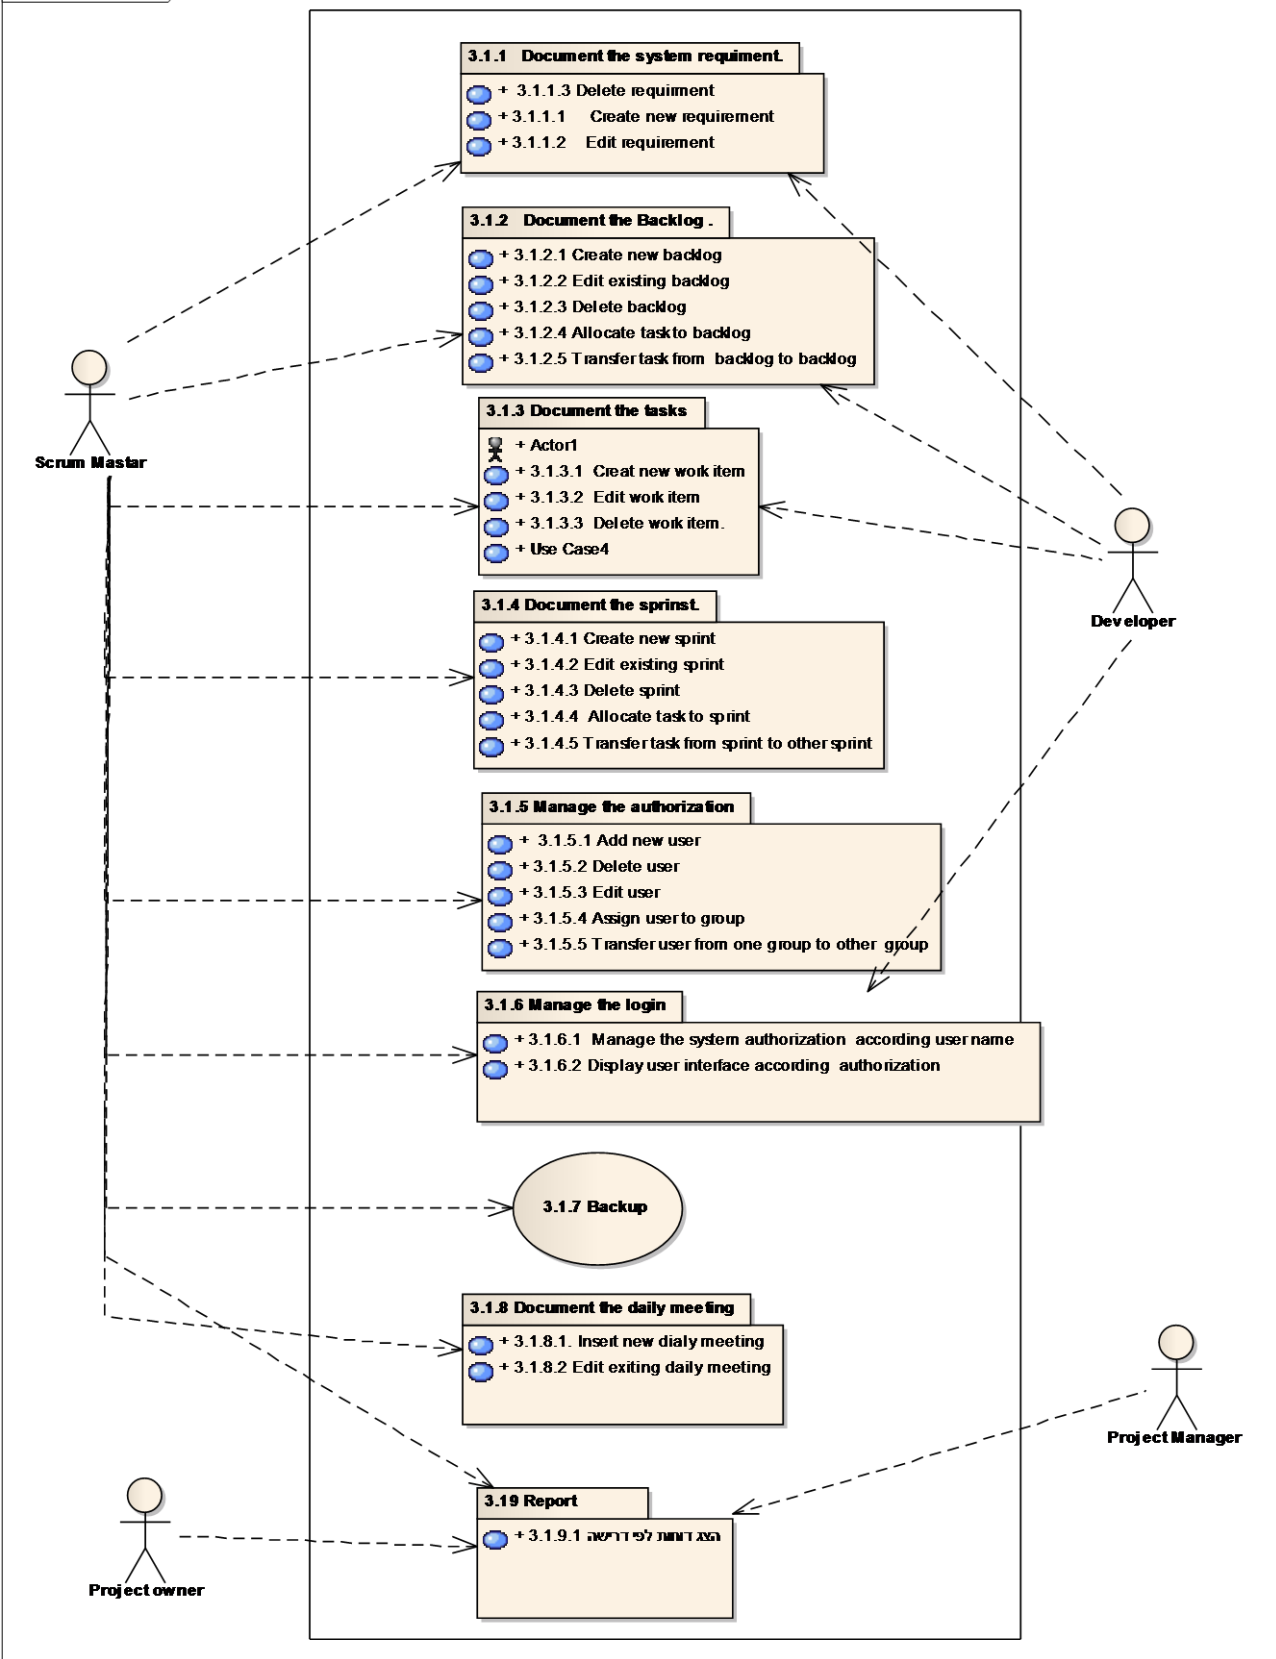 3.1.1 Document the system requiment.
+ 3.1.1.3 Delete requirment
+ 3.1.1.1 Create new requirement
+ 3.1.1.2 Edit requirement
3.1.2 Document the Backlog .
+ 3.1.2.1 Create new backlog
+ 3.1.2.2 Edit existing backlog
+ 3.1.2.3 Delete backlog
+ 3.1.2.4 Allocate task to backlog
+ 3.1.2.5 Transfer task from backlog to backlog
Scrum Mastar
3.1.3 Document the tasks
+ Actor1
+ 3.1.3.1 Creat new work item
+ 3.1.3.2 Edit work item
+ 3.1.3.3 Delete work item.
+ Use Case4
Developer
3.1.4 Document the sprinst.
+ 3.1.4.1 Create new sprint
+ 3.1.4.2 Edit existing sprint
+ 3.1.4.3 Delete sprint
+ 3.1.4.4 Allocate task to sprint
+ 3.1.4.5 Transfer task from sprint to other sprint
3.1.5 Manage the authorization
+ 3.1.5.1 Add new user
+ 3.1.5.2 Delete user
+ 3.1.5.3 Edit user
+ 3.1.5.4 Assign user to group
+ 3.1.5.5 Transfer user from one group to other group
3.1.6 Manage the login
+ 3.1.6.1 Manage the system authorization according user name
+ 3.1.6.2 Display user interface according authorization
3.1.7 Backup
3.1.8 Document the daily meeting
+ 3.1.8.1. Insert new dialy meeting
+ 3.1.8.2 Edit exiting daily meeting
Project Manager
3.19 Report
+ 3.1.9.1 הצג דוחות לפי דרישה
Project owner